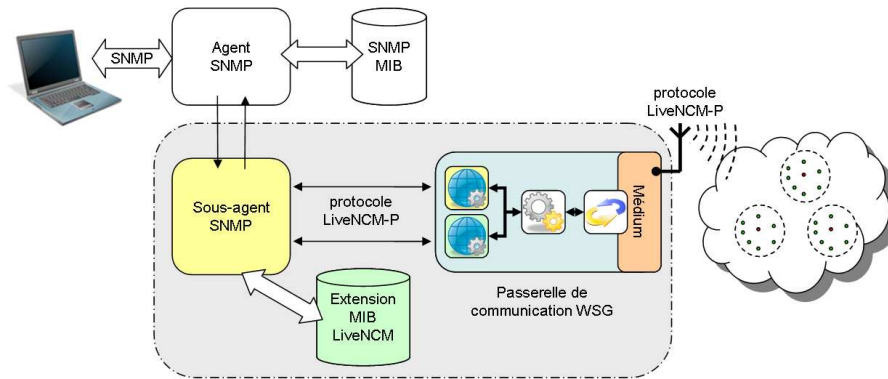 SNMP
Agent
SNMP
SNMP
MIB
protocole
LiveNCM-P
Sous-agent
SNMP
protocole
LiveNCM-P
Médium
Extension
MIB
LiveNCM
Passerelle de
communication WSG